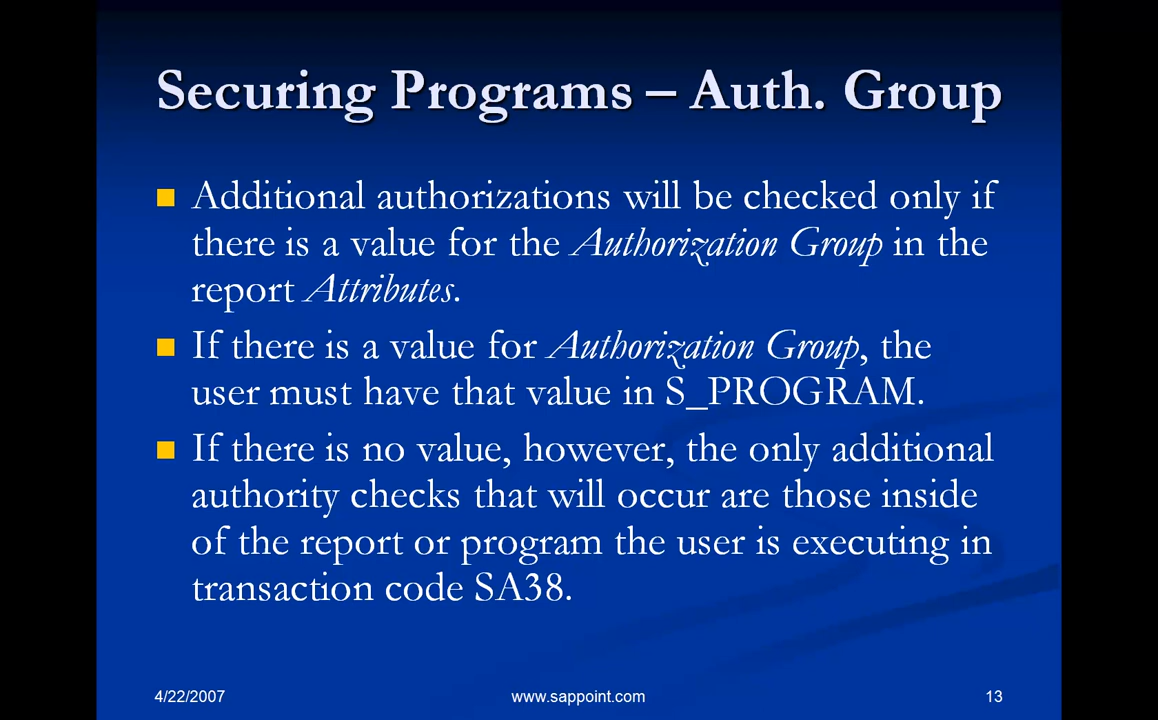 Securing Programs – Auth. Group
Additional authorizations will be checked only if
there is a value for the Authorization Group in the
report Attributes.
If there is a value for Authorization Group, the
user must have that value in S_PROGRAM.
If there is no value, however, the only additional
authority checks that will occur are those inside
of the report or program the user is executing in
transaction code SA38.
4/22/2007 www.sappoint.com 13